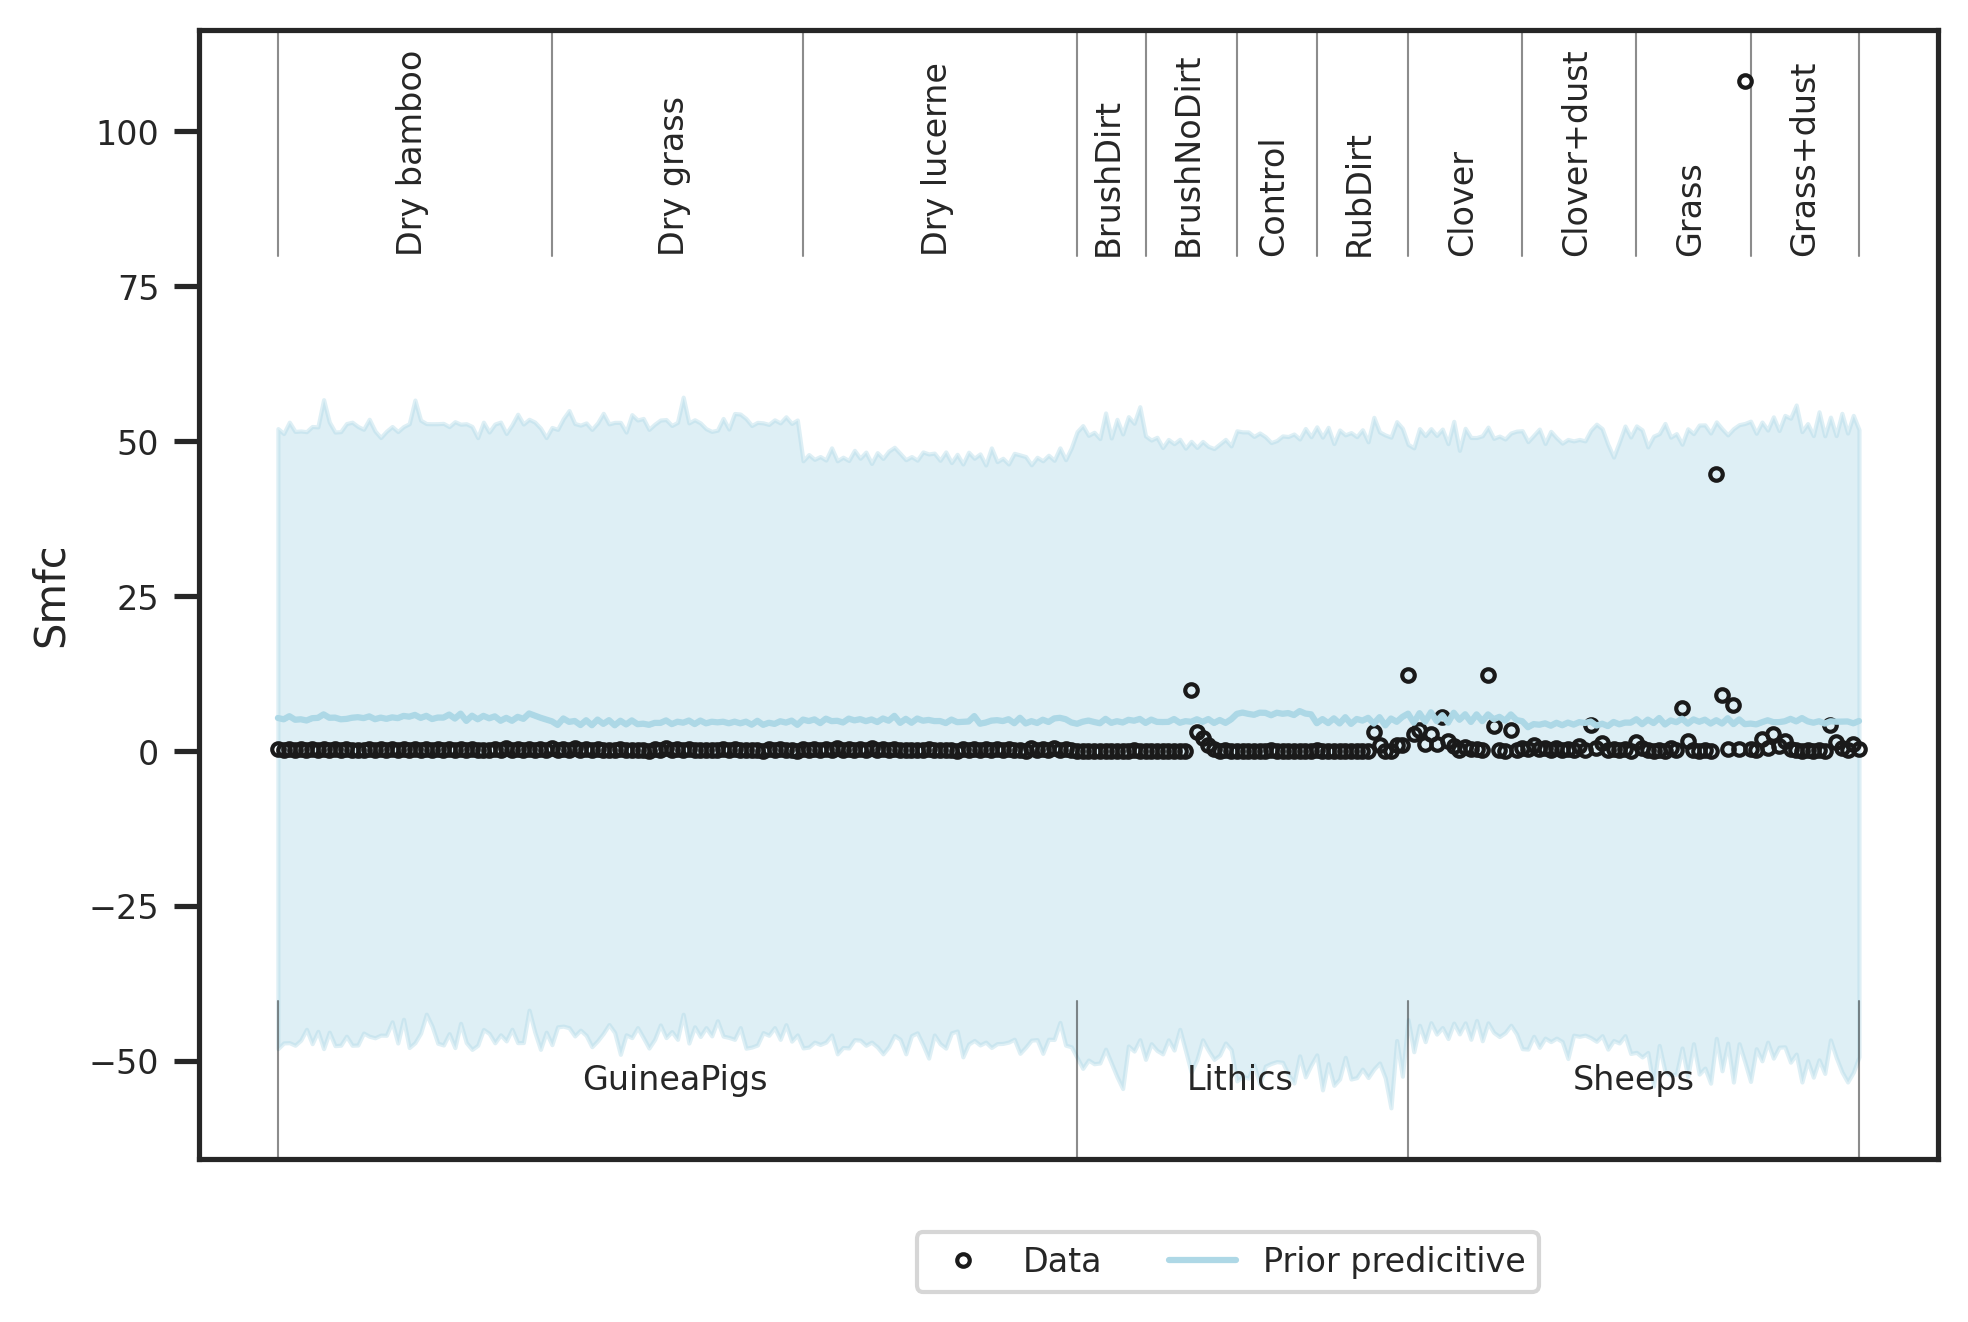 Dry bamboo
Dry grass
Dry lucerne
BrushDirt
BrushNoDirt
Control
RubDirt
Clover
Clover+dust
Grass
Grass+dust
100
75
50
25
0
−25
−50
Smfc
GuineaPigs
Lithics
Sheeps
Data
Prior predicitive